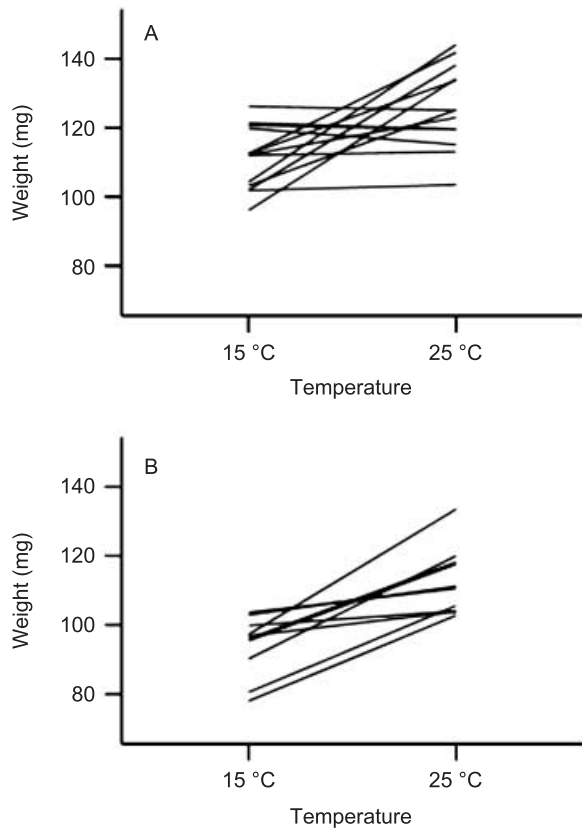 A
Weight (mg)
140
120
100
80
15 °C
25 °C
Temperature
B
Weight (mg)
140
120
100
80
15 °C
25 °C
Temperature